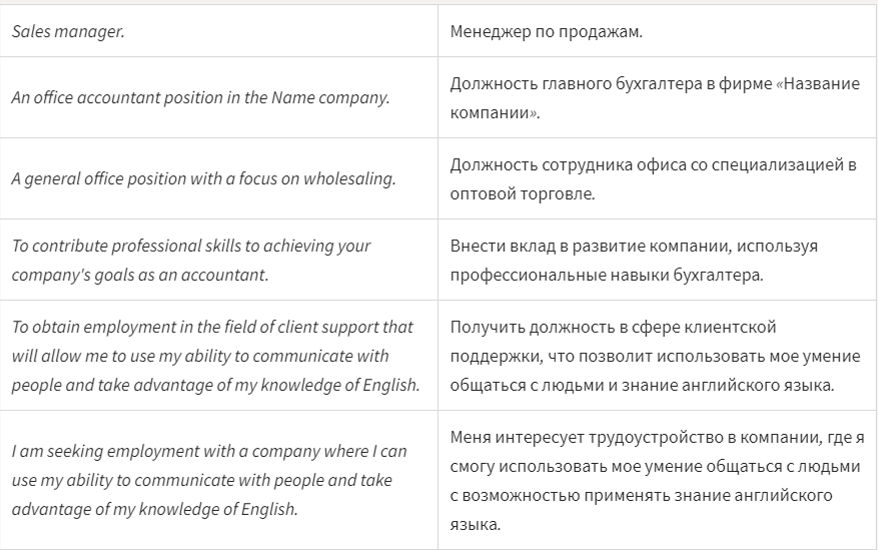 Sales manager.
Менеджер по продажам.
An office accountant position in the Name company.
Должность главного бухгалтера в фирме «Название
компании».
A general office position with a focus on wholesaling.
Должность сотрудника офиса со специализацией в
оптовой торговле.
To contribute professional skills to achieving your
company's goals as an accountant.
Внести вклад в развитие компании, используя
профессиональные навыки бухгалтера.
To obtain employment in the field of client support that
will allow me to use my ability to communicate with
people and take advantage of my knowledge of English.
Получить должность в сфере клиентской
поддержки, что позволит использовать мое умение
общаться с людьми и знание английского языка.
I am seeking employment with a company where I can
use my ability to communicate with people and take
advantage of my knowledge of English.
Меня интересует трудоустройство в компании, где я
смогу использовать мое умение общаться с людьми
с возможностью применять знание английского
языка.